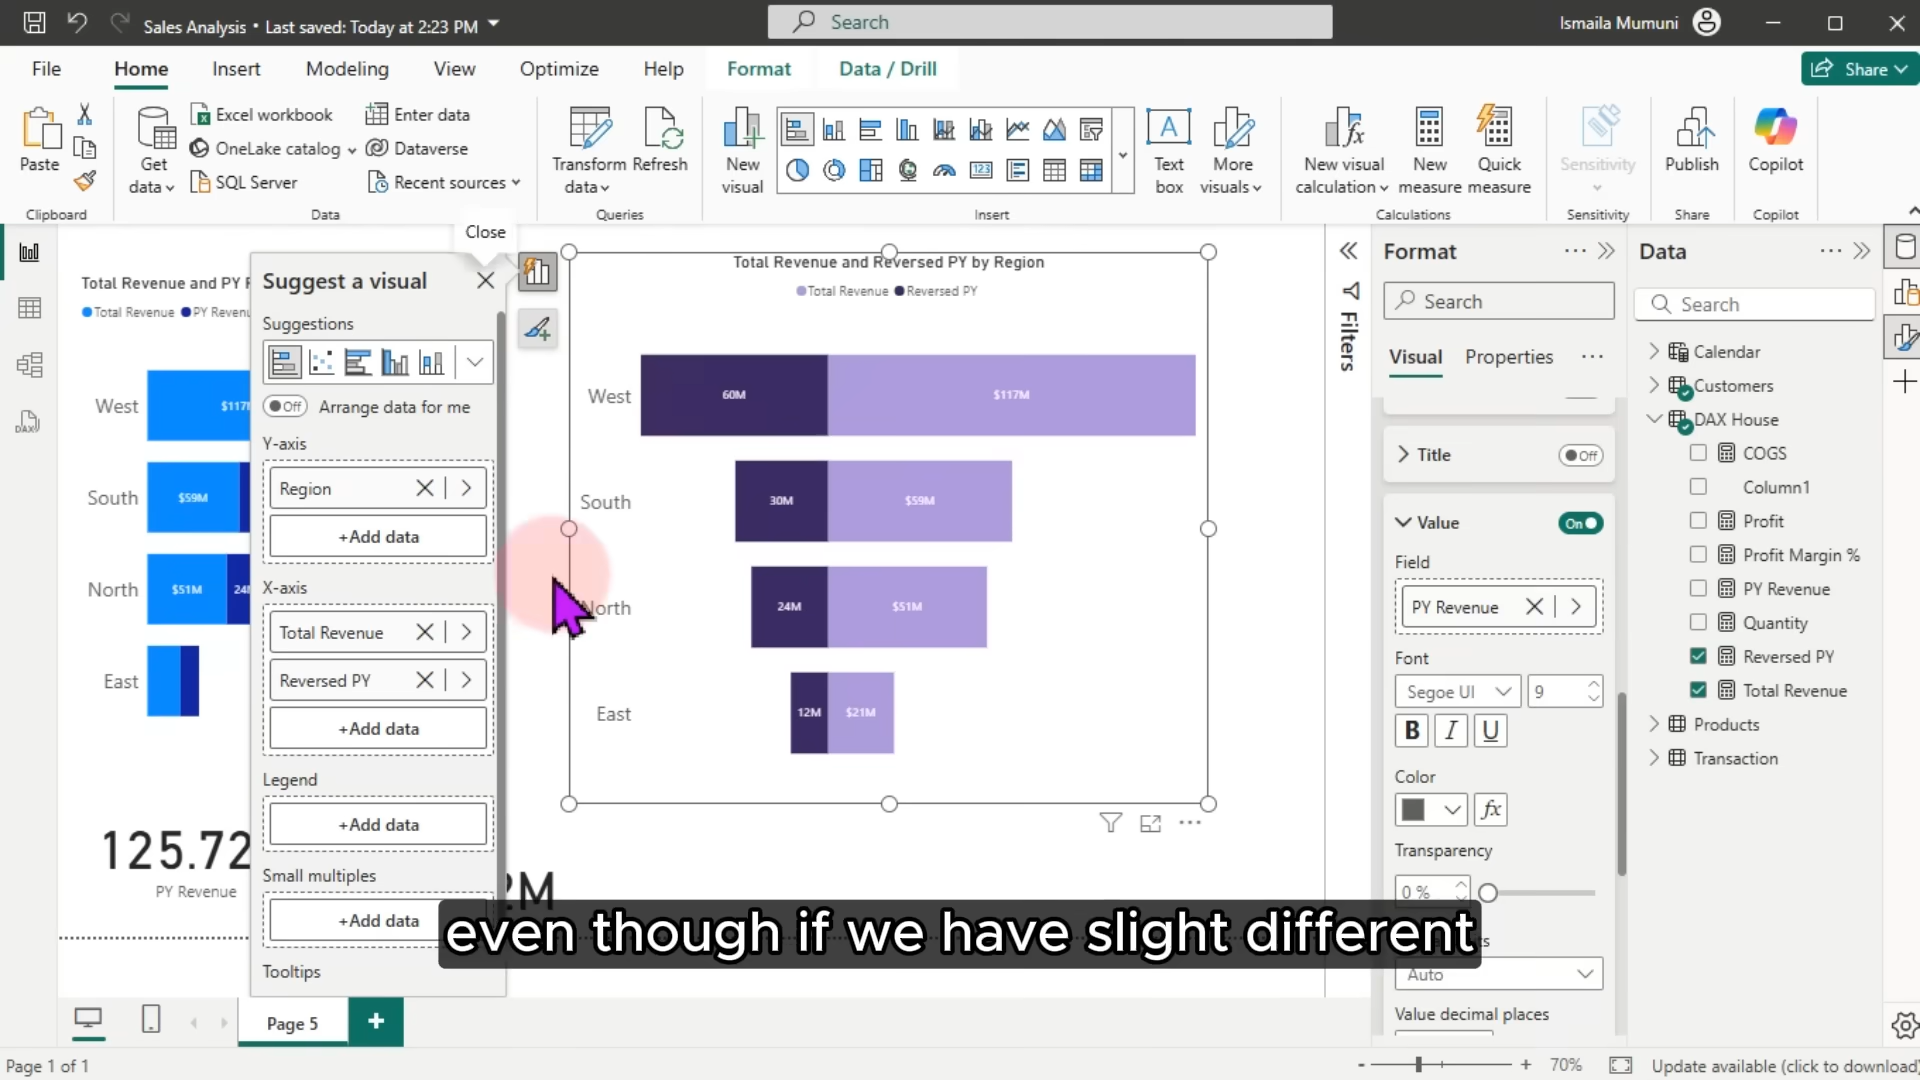 Sales Analysis • Last saved: Today at 2:23 PM
Search
Ismaila Mumuni
File
Home
Insert
Modeling
View
Optimize
Help
Format
Data / Drill
Share
Paste
Get data
Excel workbook
OneLake catalog
SQL Server
Enter data
Dataverse
Recent sources
Transform data
Refresh
New visual
123
A
Text box
More visuals
New visual calculation
New measure
Quick measure
Sensitivity
Publish
Copilot
Clipboard
Data
Queries
Insert
Calculations
Sensitivity
Share
Copilot
Close
DAX
Total Revenue and PY
Total Revenue
PY Revenu
West
$117
South
$59M
North
$51M
24
East
125.72
PY Revenue
M
Suggest a visual
Suggestions
Off
Arrange data for me
Y-axis
Region
+Add data
X-axis
Total Revenue
Reversed PY
+Add data
Legend
+Add data
Small multiples
+Add data
Tooltips
Total Revenue and Reversed PY by Region
Total Revenue
Reversed PY
West
60M
$117M
South
30M
$59M
North
24M
$51M
East
12M
$21M
Filters
Format
Search
Visual
Properties
Title
Off
Value
On
Field
PY Revenue
Font
Segoe UI
9
B
I
U
Color
fx
Transparency
0 %
Auto
Value decimal places
Data
Search
Calendar
Customers
DAX House
COGS
Column1
Profit
Profit Margin %
PY Revenue
Quantity
Reversed PY
Total Revenue
Products
Transaction
even though if we have slight different
Page 5
Page 1 of 1
70%
Update available (click to download)